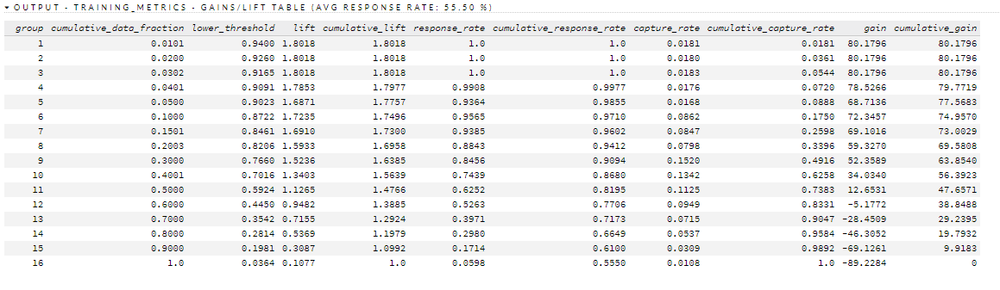 OUTPUT - TRAINING_METRICS - GAINS/LIFT TABLE (AVG RESPONSE RATE: 55.50 %)
group cumulative_data_fraction lower_threshold lift cumulative_lift response_rate cumulative_response_rate capture_rate cumulative_capture_rate gain cumulative_gain
1 0.0101 0.9400 1.8018 1.8018 1.0 1.0 0.0181 0.0181 80.1796 80.1796
2 0.0200 0.9260 1.8018 1.8018 1.0 1.0 0.0180 0.0361 80.1796 80.1796
3 0.0302 0.9165 1.8018 1.8018 1.0 1.0 0.0183 0.0544 80.1796 80.1796
4 0.0401 0.9091 1.7853 1.7977 0.9908 0.9977 0.0176 0.0720 78.5266 79.7719
5 0.0500 0.9023 1.6871 1.7757 0.9364 0.9855 0.0168 0.0888 68.7136 77.5683
6 0.1000 0.8722 1.7235 1.7496 0.9565 0.9710 0.0862 0.1750 72.3457 74.9570
7 0.1501 0.8461 1.6910 1.7300 0.9385 0.9602 0.0847 0.2598 69.1016 73.0029
8 0.2003 0.8206 1.5933 1.6958 0.8843 0.9412 0.0798 0.3396 59.3270 69.5808
9 0.3000 0.7660 1.5236 1.6385 0.8456 0.9094 0.1520 0.4916 52.3589 63.8540
10 0.4001 0.7016 1.3403 1.5639 0.7439 0.8680 0.1342 0.6258 34.0340 56.3923
11 0.5000 0.5924 1.1265 1.4766 0.6252 0.8195 0.1125 0.7383 12.6531 47.6571
12 0.6000 0.4450 0.9482 1.3885 0.5263 0.7706 0.0949 0.8331 -5.1772 38.8488
13 0.7000 0.3542 0.7155 1.2924 0.3971 0.7173 0.0715 0.9047 -28.4509 29.2395
14 0.8000 0.2814 0.5369 1.1979 0.2980 0.6649 0.0537 0.9584 -46.3052 19.7932
15 0.9000 0.1981 0.3087 1.0992 0.1714 0.6100 0.0309 0.9892 -69.1261 9.9183
16 1.0 0.0364 0.1077 1.0 0.0598 0.5550 0.0108 1.0 -89.2284 0